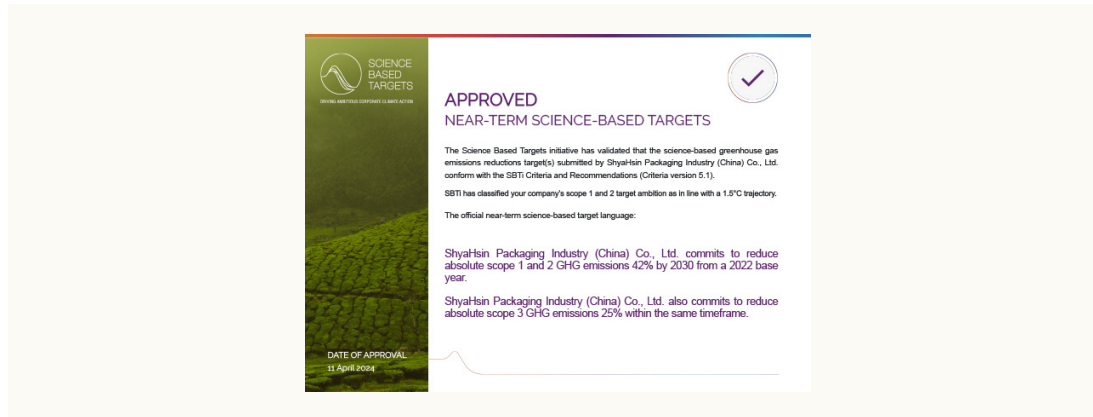 SCIENCE
BASED
TARGETS
DRIVING AMBITIOUS CORPORATE CLIMATE ACTION
APPROVED
NEAR-TERM SCIENCE-BASED TARGETS
The Science Based Targets initiative has validated that the science-based greenhouse gas
emissions reductions target(s) submitted by ShyaHsin Packaging Industry (China) Co., Ltd.
conform with the SBTi Criteria and Recommendations (Criteria version 5.1).
SBTi has classified your company's scope 1 and 2 target ambition as in line with a 1.5°C trajectory.
The official near-term science-based target language:
ShyaHsin Packaging Industry (China) Co., Ltd. commits to reduce
absolute scope 1 and 2 GHG emissions 42% by 2030 from a 2022 base
year.
ShyaHsin Packaging Industry (China) Co., Ltd. also commits to reduce
absolute scope 3 GHG emissions 25% within the same timeframe.
DATE OF APPROVAL
11 April 2024